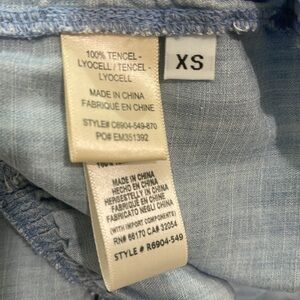 100% TENCEL -
LYOCELL / TENCEL -
LYOCELL
MADE IN CHINA
FABRIQUÉ EN CHINE
STYLE# C6904-549-870
PO# EM351392
XS
MADE IN CHINA
HECHO EN CHINA
HERGESTELLT IN CHINA
FABRIQUÉ EN CHINE
FABRICATO NEGLI CHINA
(WITH IMPORT COMPONENTS)
RN# 66170 CA# 32054
STYLE # R6904-549